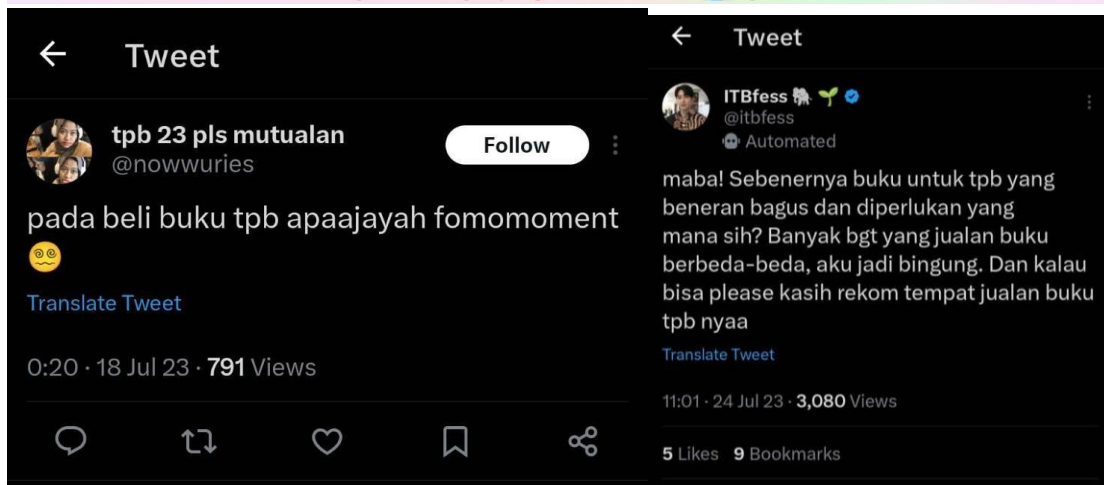 Tweet
tpb 23 pls mutualan
Follow
@nowwuries
pada beli buku tpb apaajayah fomomoment
😵‍💫
Translate Tweet
0:20 · 18 Jul 23 · 791 Views
Tweet
ITBfess 🐘 🌱
@itbfess
Automated
maba! Sebenernya buku untuk tpb yang
beneran bagus dan diperlukan yang
mana sih? Banyak bgt yang jualan buku
berbeda-beda, aku jadi bingung. Dan kalau
bisa please kasih rekom tempat jualan buku
tpb nyaa
Translate Tweet
11:01 · 24 Jul 23 · 3,080 Views
5 Likes 9 Bookmarks